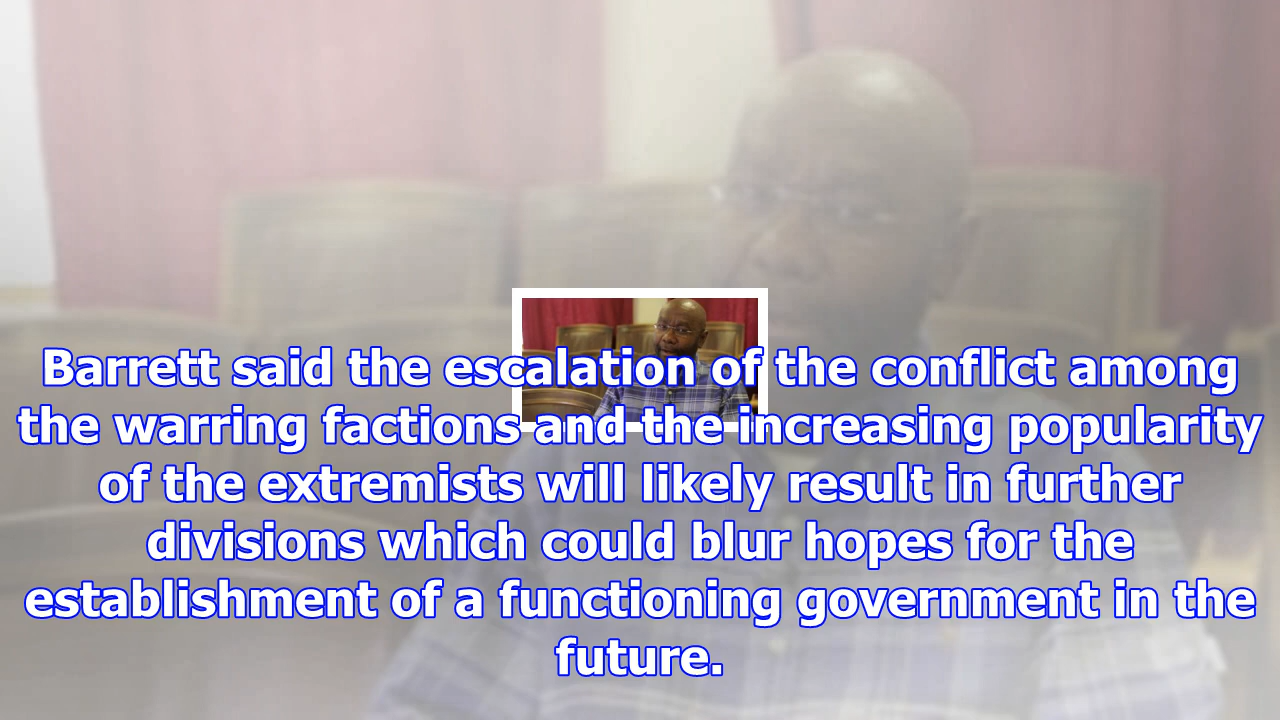 Barrett said the escalation of the conflict among
the warring factions and the increasing popularity
of the extremists will likely result in further
divisions which could blur hopes for the
establishment of a functioning government in the
future.